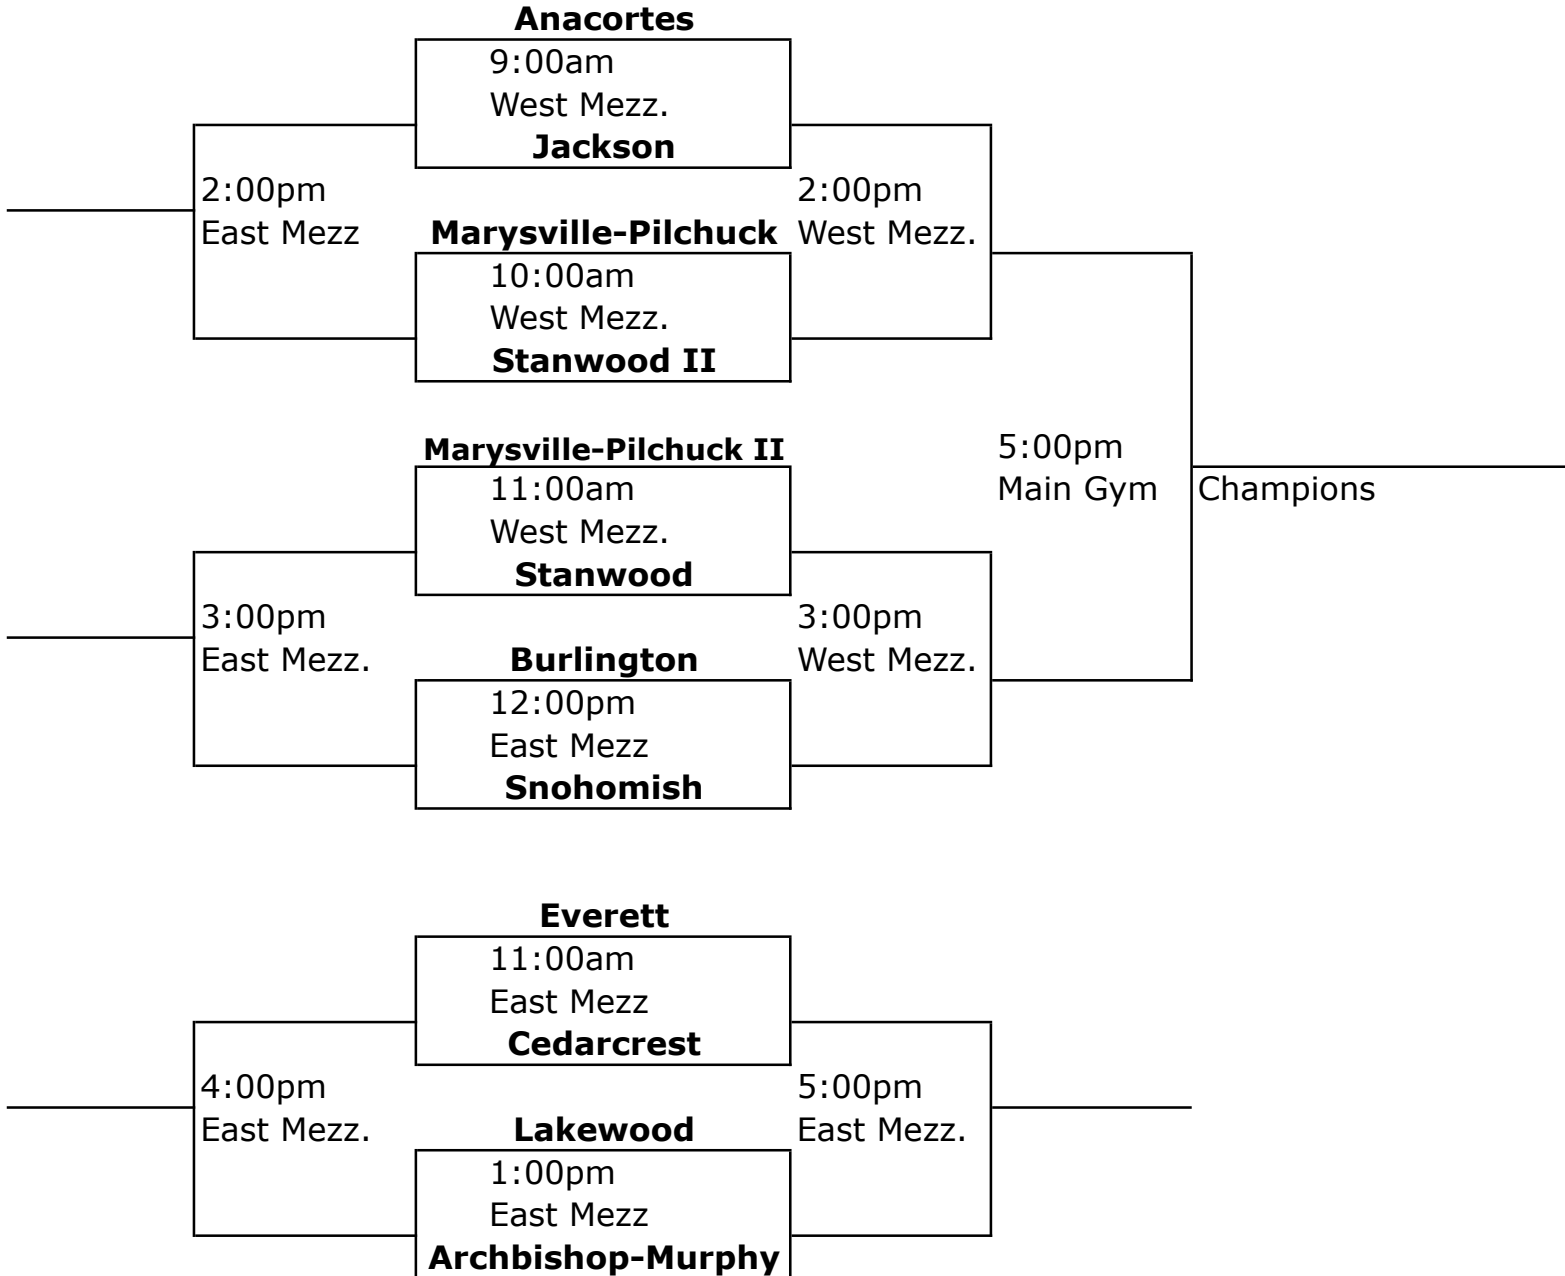 Anacortes
9:00am
West Mezz.
Jackson
2:00pm
East Mezz
2:00pm
West Mezz.
Marysville-Pilchuck
10:00am
West Mezz.
Stanwood II
Marysville-Pilchuck II
11:00am
West Mezz.
Stanwood
5:00pm
Main Gym
Champions
3:00pm
East Mezz.
3:00pm
West Mezz.
Burlington
12:00pm
East Mezz
Snohomish
Everett
11:00am
East Mezz
Cedarcrest
4:00pm
East Mezz.
5:00pm
East Mezz.
Lakewood
1:00pm
East Mezz
Archbishop-Murphy